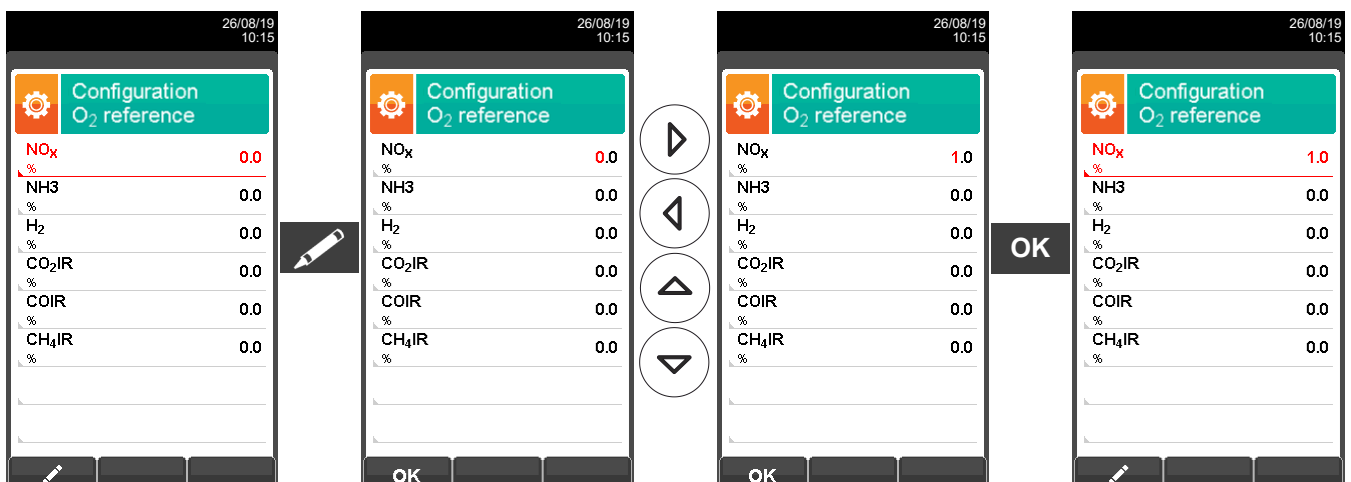 26/08/19
10:15
Configuration
O₂ reference
NOx
%
0.0
NH3
%
0.0
H₂
%
0.0
CO₂IR
%
0.0
COIR
%
0.0
CH₄IR
%
0.0
26/08/19
10:15
Configuration
O₂ reference
NOx
%
0.0
NH3
%
0.0
H₂
%
0.0
CO₂IR
%
0.0
COIR
%
0.0
CH₄IR
%
0.0
OK
26/08/19
10:15
Configuration
O₂ reference
NOx
%
1.0
NH3
%
0.0
H₂
%
0.0
CO₂IR
%
0.0
COIR
%
0.0
CH₄IR
%
0.0
OK
OK
26/08/19
10:15
Configuration
O₂ reference
NOx
%
1.0
NH3
%
0.0
H₂
%
0.0
CO₂IR
%
0.0
COIR
%
0.0
CH₄IR
%
0.0